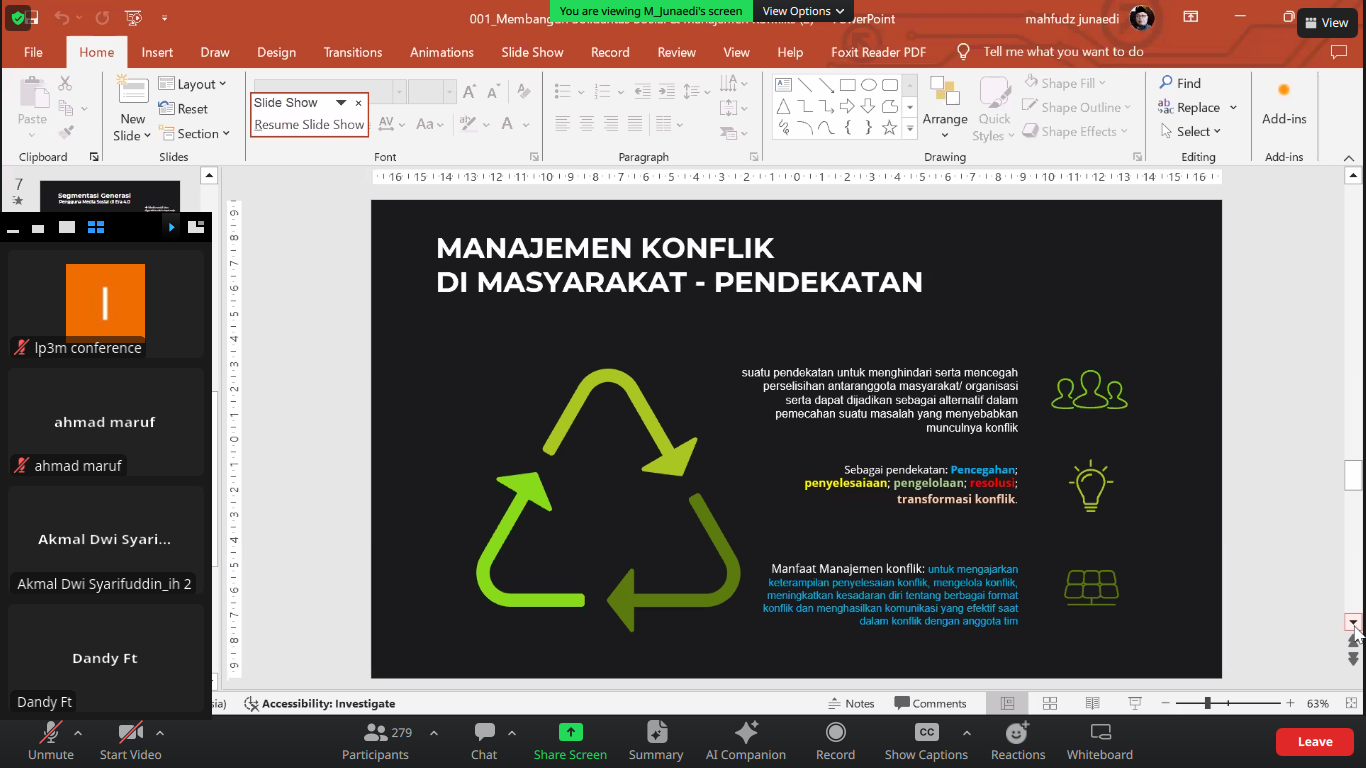 You are viewing M_Junaedi's screen
View Options
PowerPoint
mahfudz junaedi
View
File
Home
Insert
Draw
Design
Transitions
Animations
Slide Show
Record
Review
View
Help
Foxit Reader PDF
Tell me what you want to do
Paste
Clipboard
New
Slide
Layout
Reset
Section
Slides
Slide Show
Resume Slide Show
Font
Paragraph
Arrange
Quick
Styles
Shape Fill
Shape Outline
Shape Effects
Drawing
Find
Replace
Select
Editing
Add-ins
Add-ins
7
Segmentasi Generasi
Pengguna Media Sosial di Era 4.0
I
lp3m conference
ahmad maruf
ahmad maruf
Akmal Dwi Syari...
Akmal Dwi Syarifuddin_ih 2
Dandy Ft
Dandy Ft
MANAJEMEN KONFLIK
DI MASYARAKAT - PENDEKATAN
suatu pendekatan untuk menghindari serta mencegah
perselisihan antaranggota masyarakat/ organisasi
serta dapat dijadikan sebagai alternatif dalam
pemecahan suatu masalah yang menyebabkan
munculnya konflik
Sebagai pendekatan: Pencegahan;
penyelesaiaan; pengelolaan; resolusi;
transformasi konflik.
Manfaat Manajemen konflik: untuk mengajarkan
keterampilan penyelesaian konflik, mengelola konflik,
meningkatkan kesadaran diri tentang berbagai format
konflik dan menghasilkan komunikasi yang efektif saat
dalam konflik dengan anggota tim
Accessibility: Investigate
Notes
Comments
63%
Unmute
Start Video
279
Participants
Chat
Share Screen
Summary
AI Companion
Record
CC
Show Captions
Reactions
Whiteboard
Leave